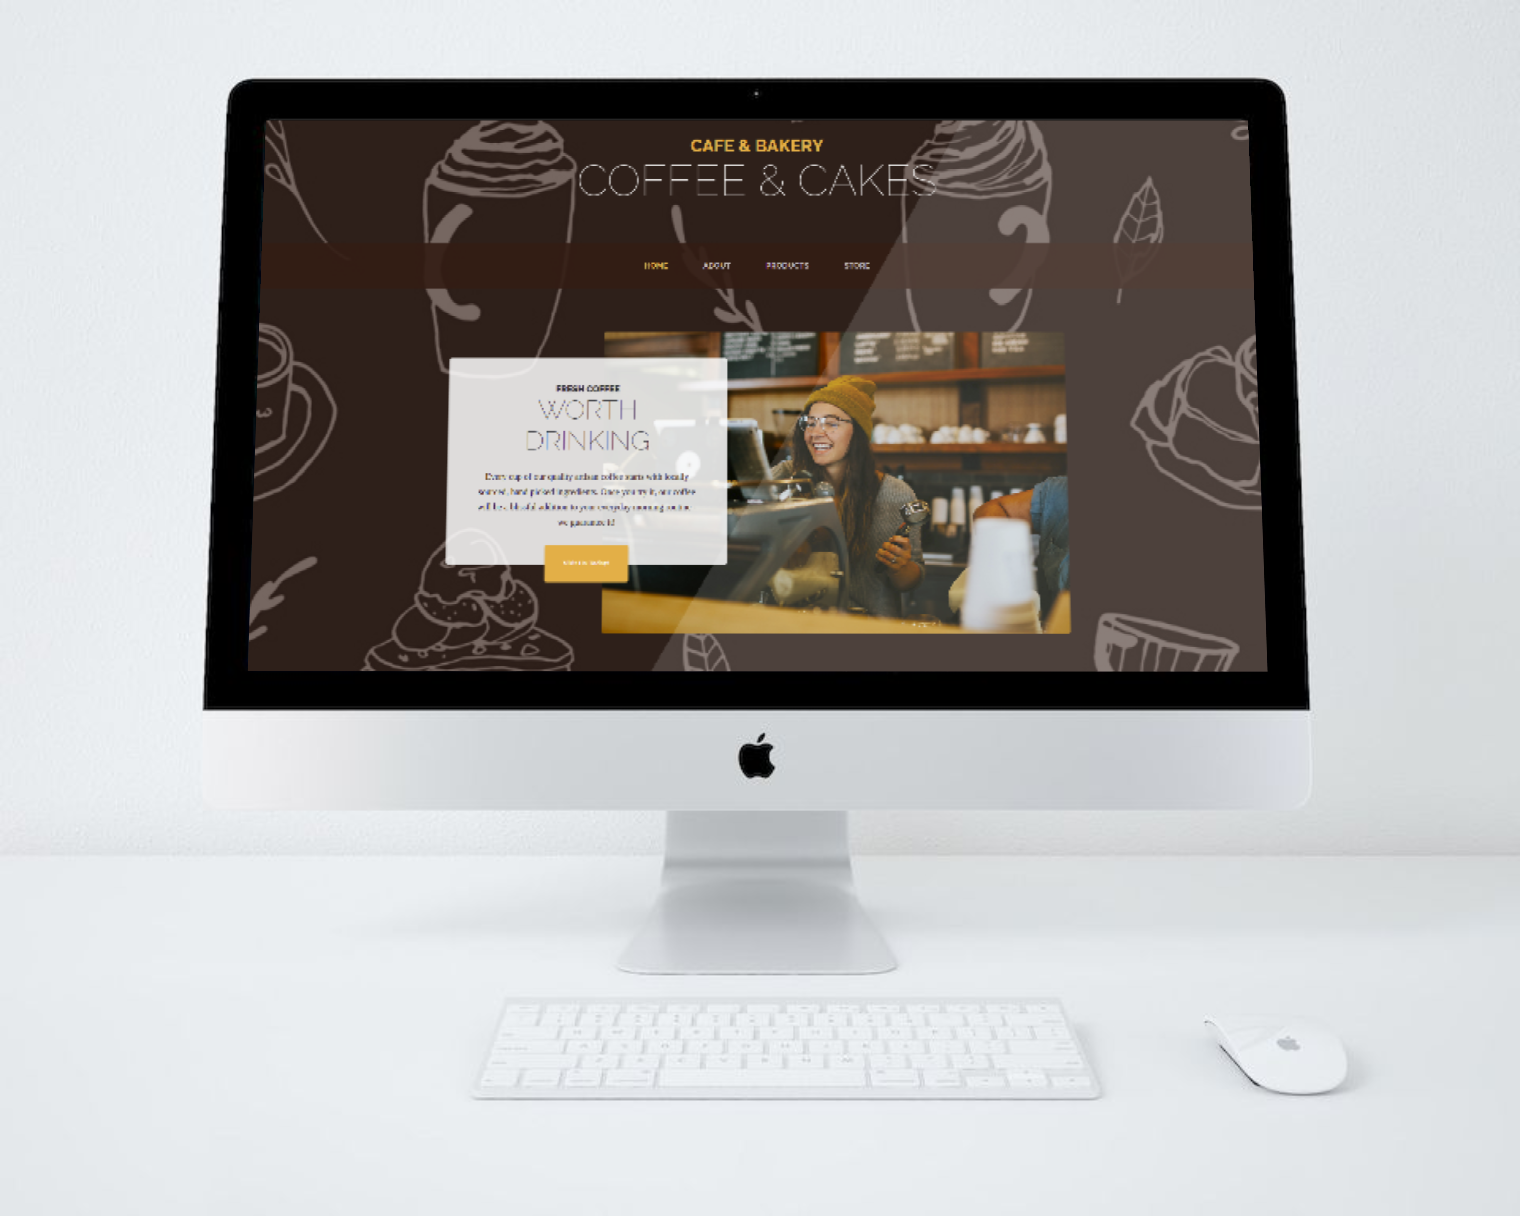 CAFE & BAKERY
COFFEE & CAKES
HOME ABOUT PRODUCTS STORE
FRESH COFFEE
WORTH
DRINKING
Every cup of our quality artisan coffee starts with locally
sourced, hand picked ingredients. Once you try it, our coffee
will be a blissful addition to your everyday morning routine -
we guarantee it!